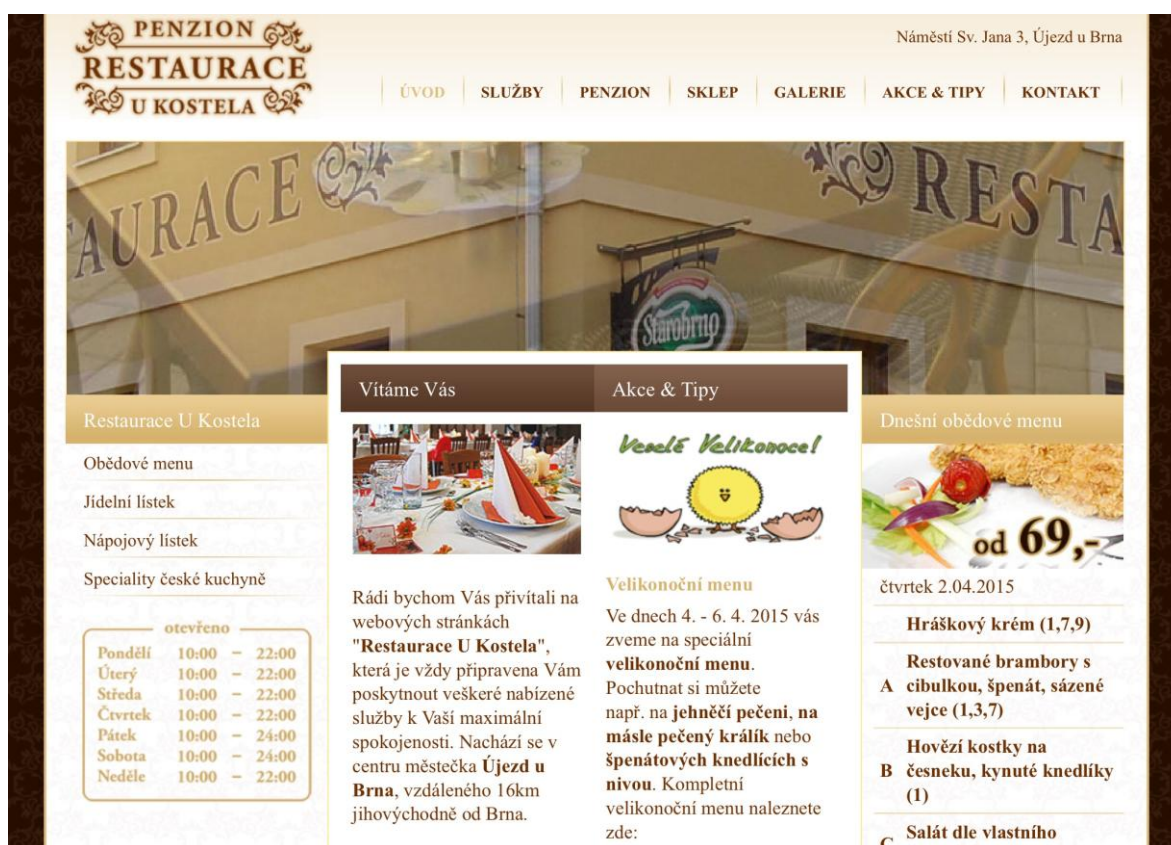 PENZION
RESTAURACE
U KOSTELA
Náměstí Sv. Jana 3, Újezd u Brna
ÚVOD
SLUŽBY
PENZION
SKLEP
GALERIE
AKCE & TIPY
KONTAKT
AURACE
RESTA
Starobrno
Restaurace U Kostela
Obědové menu
Jídelní lístek
Nápojový lístek
Speciality české kuchyně
otevřeno
Pondělí 10:00 – 22:00
Úterý 10:00 – 22:00
Středa 10:00 – 22:00
Čtvrtek 10:00 – 22:00
Pátek 10:00 – 24:00
Sobota 10:00 – 24:00
Neděle 10:00 – 22:00
Vítáme Vás
Rádi bychom Vás přivítali na
webových stránkách
"Restaurace U Kostela",
která je vždy připravena Vám
poskytnout veškeré nabízené
služby k Vaší maximální
spokojenosti. Nachází se v
centru městečka Újezd u
Brna, vzdáleného 16km
jihovýchodně od Brna.
Akce & Tipy
Veselé Velikonoce!
Velikonoční menu
Ve dnech 4. - 6. 4. 2015 vás
zveme na speciální
velikonoční menu.
Pochutnat si můžete
např. na jehněčí pečeni, na
másle pečený králík nebo
špenátových knedlících s
nivou. Kompletní
velikonoční menu naleznete
zde:
Dnešní obědové menu
od 69,-
čtvrtek 2.04.2015
Hráškový krém (1,7,9)
Restované brambory s
A cibulkou, špenát, sázené
vejce (1,3,7)
Hovězí kostky na
B česneku, kynuté knedlíky
(1)
C Salát dle vlastního